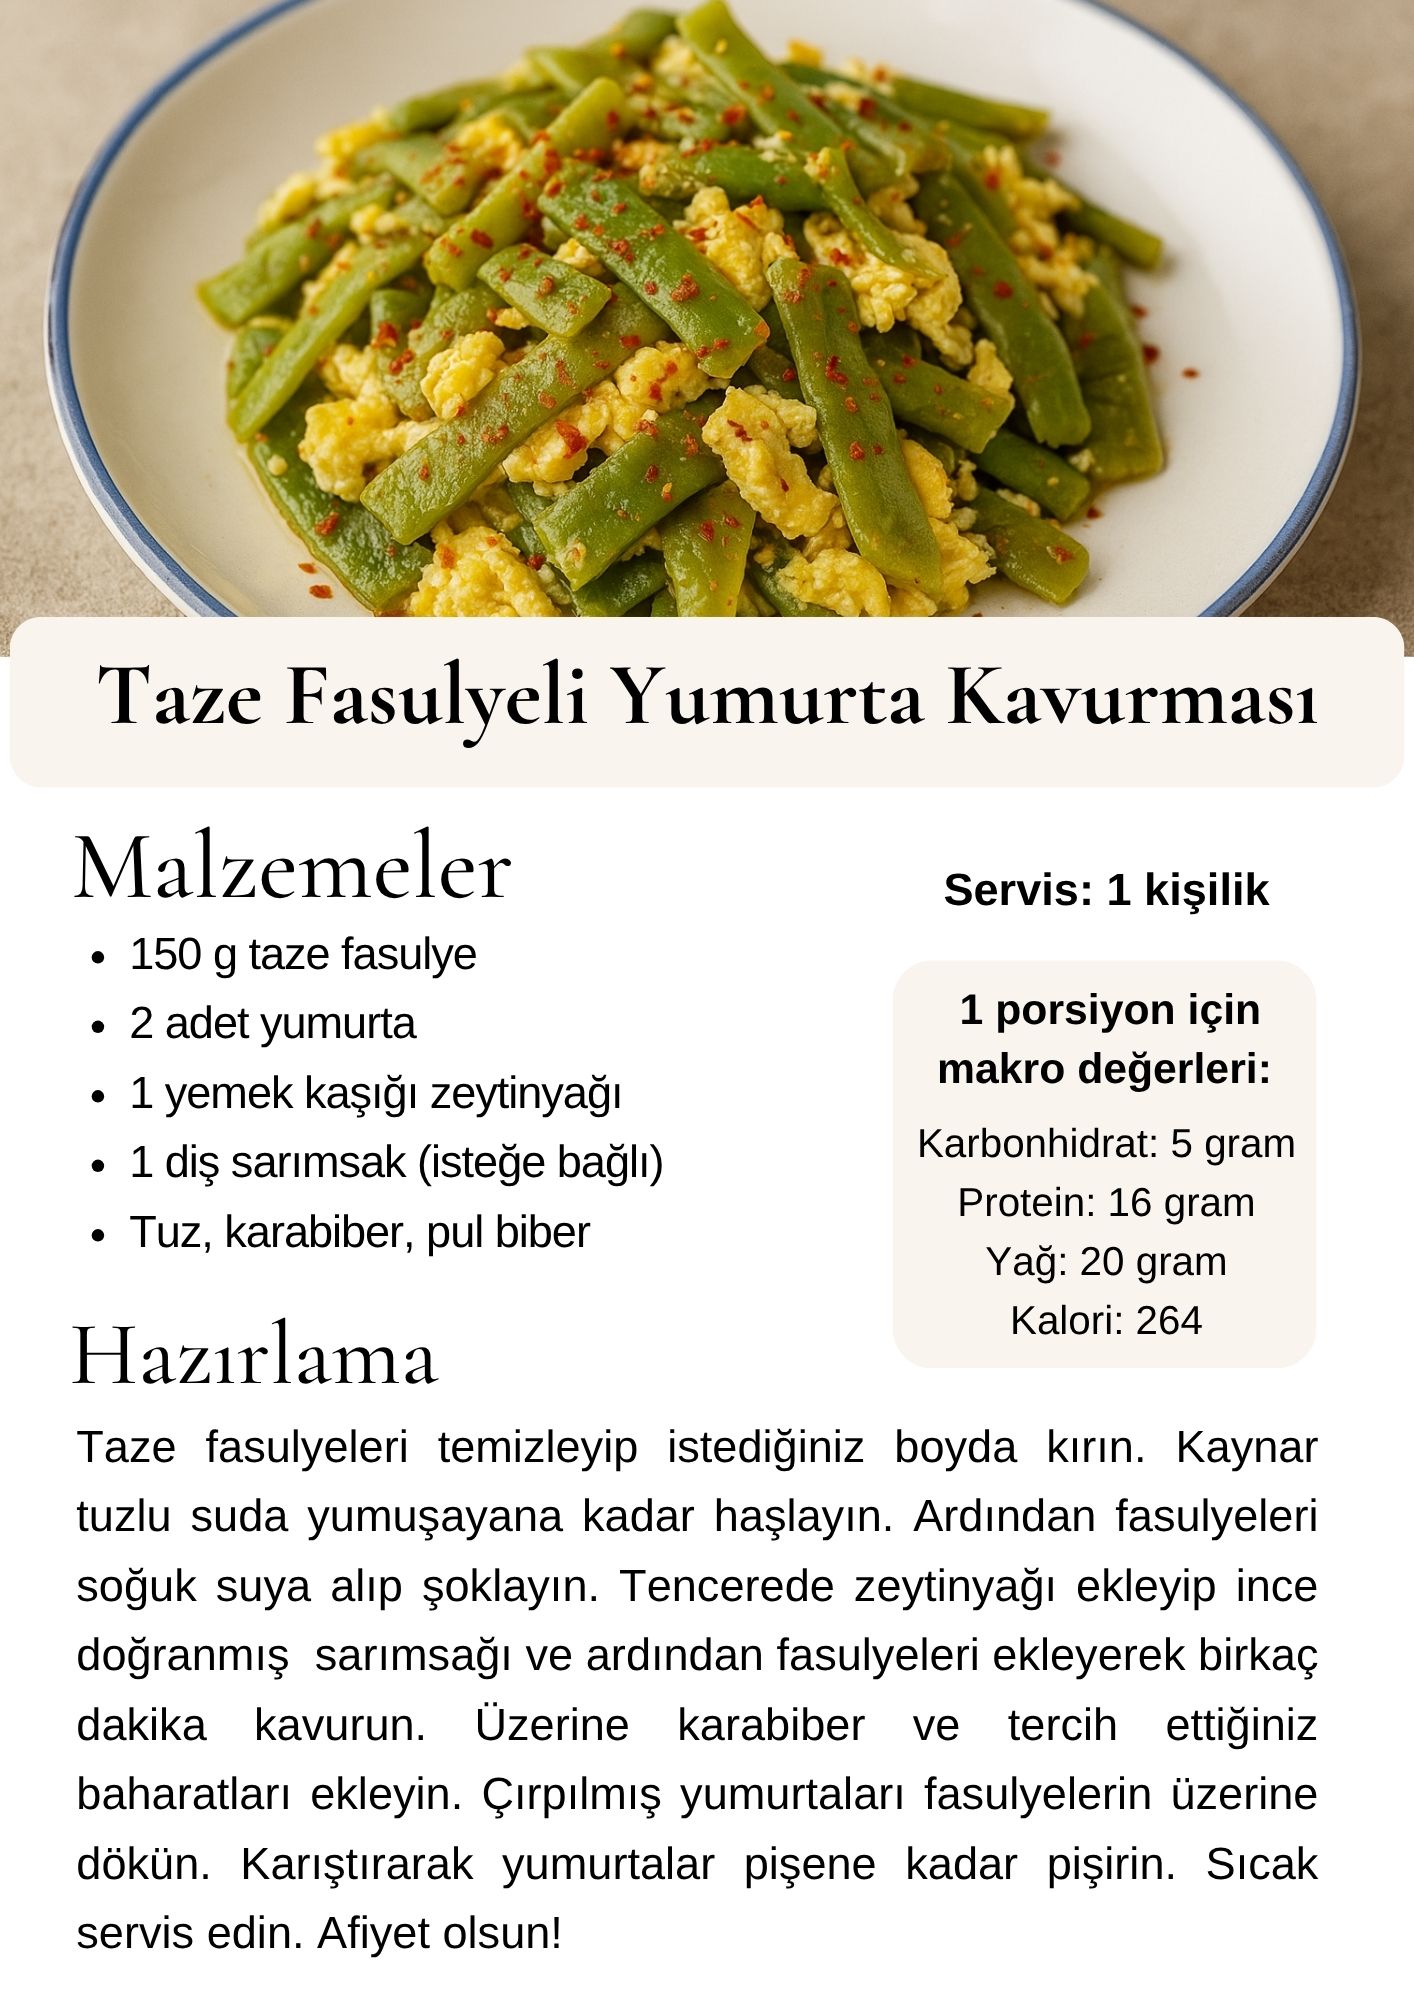 Taze Fasulyeli Yumurta Kavurması
Malzemeler
150 g taze fasulye
2 adet yumurta
1 yemek kaşığı zeytinyağı
1 diş sarımsak (isteğe bağlı)
Tuz, karabiber, pul biber
Servis: 1 kişilik
1 porsiyon için
makro değerleri:
Karbonhidrat: 5 gram
Protein: 16 gram
Yağ: 20 gram
Kalori: 264
Hazırlama
Taze fasulyeleri temizleyip istediğiniz boyda kırın. Kaynar
tuzlu suda yumuşayana kadar haşlayın. Ardından fasulyeleri
soğuk suya alıp şoklayın. Tencerede zeytinyağı ekleyip ince
doğranmış sarımsağı ve ardından fasulyeleri ekleyerek birkaç
dakika kavurun. Üzerine karabiber ve tercih ettiğiniz
baharatları ekleyin. Çırpılmış yumurtaları fasulyelerin üzerine
dökün. Karıştırarak yumurtalar pişene kadar pişirin. Sıcak
servis edin. Afiyet olsun!